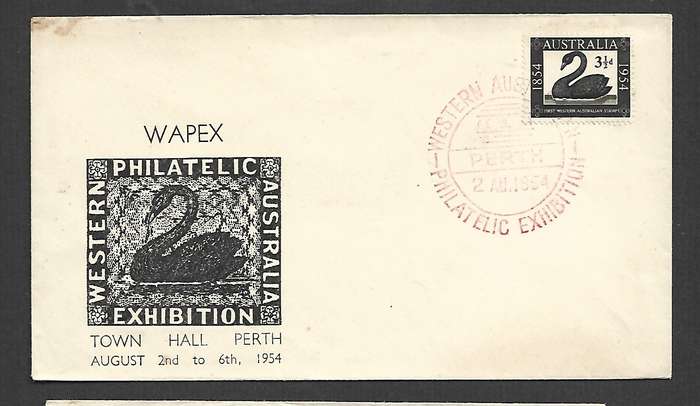 WAPEX
WESTERN
PHILATELIC
AUSTRALIA
EXHIBITION
TOWN HALL PERTH
AUGUST 2nd to 6th, 1954
AUSTRALIA
1854
3½d
1954
FIRST WESTERN AUSTRALIAN STAMPS
WESTERN
PERTH
2 AU.1954
PHILATELIC EXHIBITION